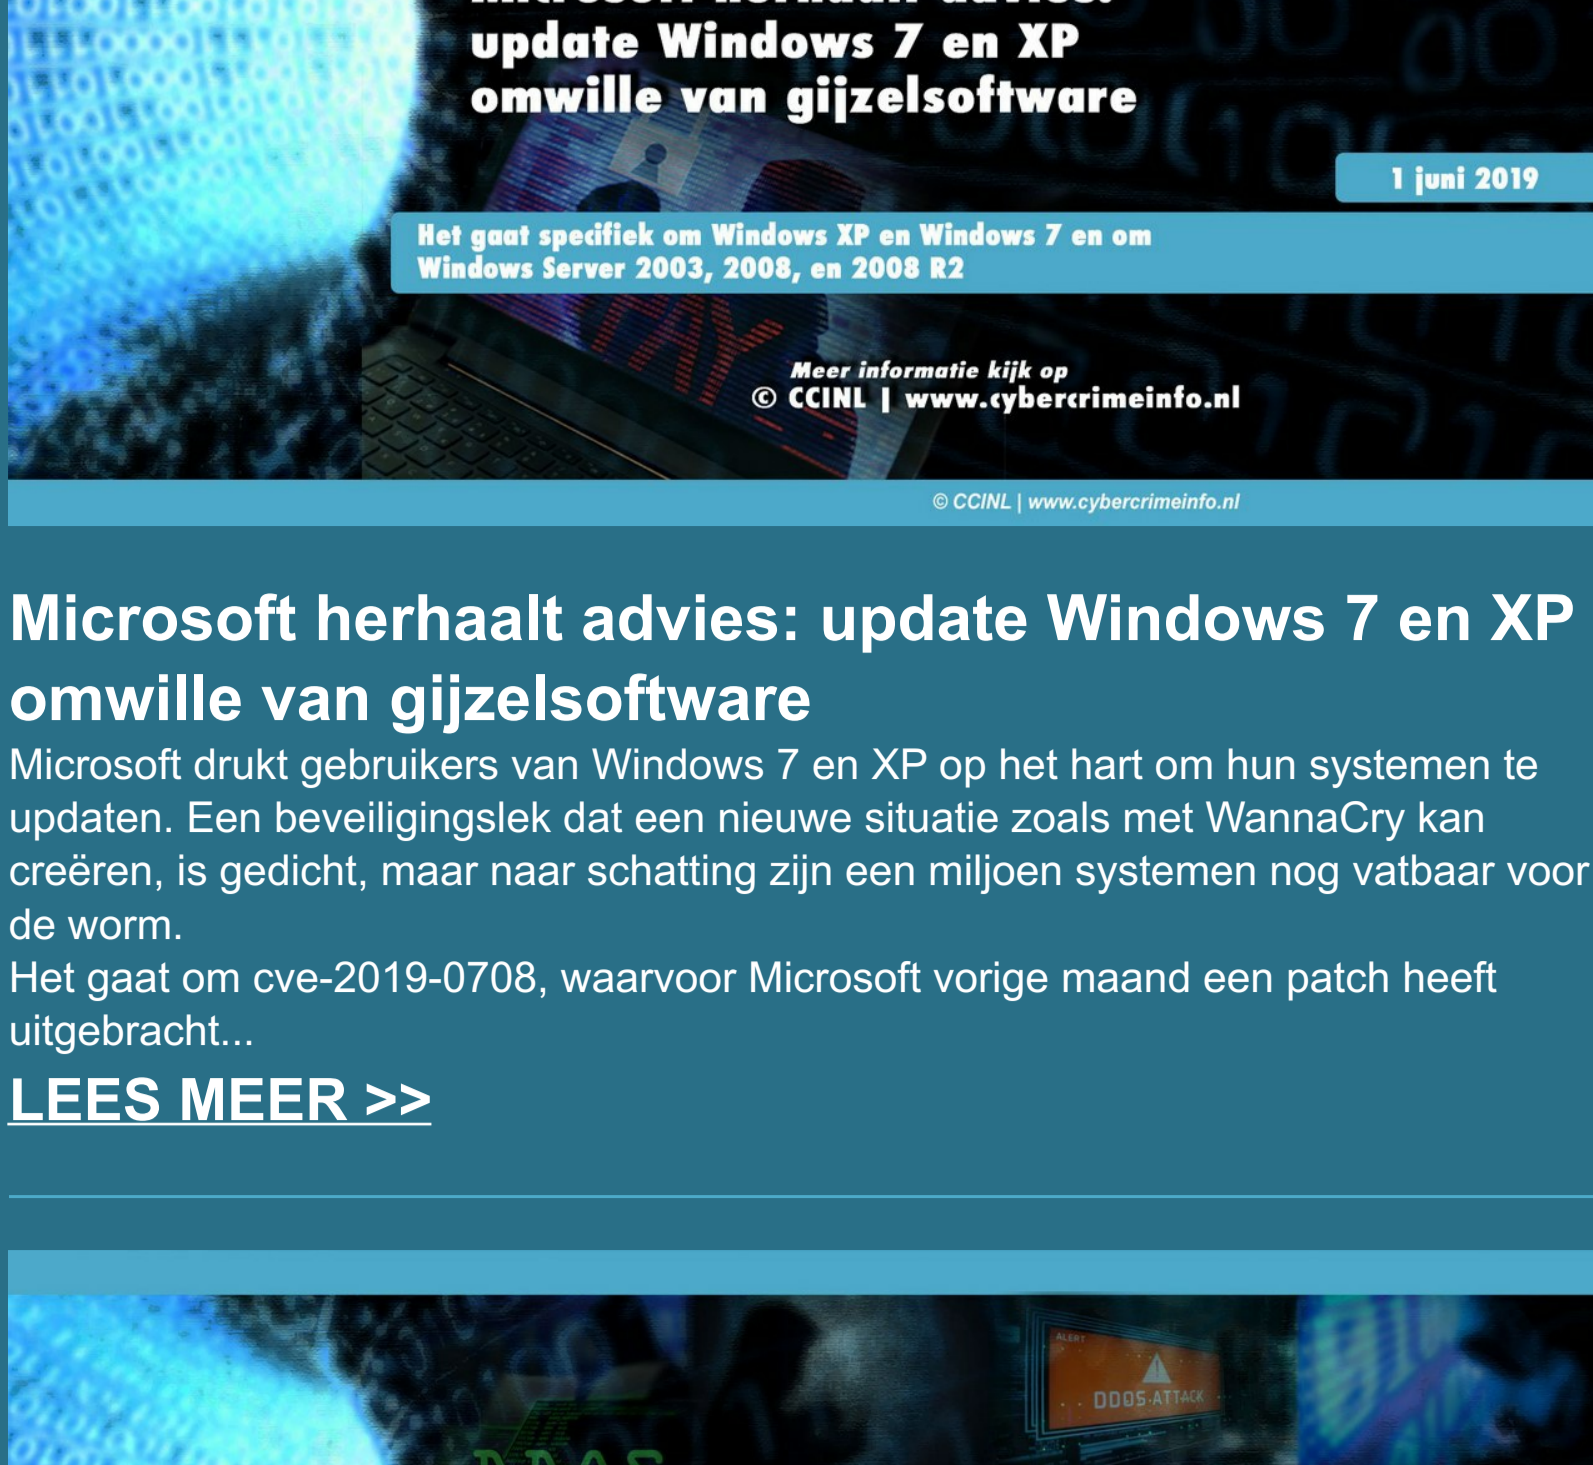 Microsoft herhaalt advies:
update Windows 7 en XP
omwille van gijzelsoftware
1 juni 2019
Het gaat specifiek om Windows XP en Windows 7 en om
Windows Server 2003, 2008, en 2008 R2
PAY
Meer informatie kijk op
© CCINL | www.cybercrimeinfo.nl
© CCINL | www.cybercrimeinfo.nl
Microsoft herhaalt advies: update Windows 7 en XP
omwille van gijzelsoftware
Microsoft drukt gebruikers van Windows 7 en XP op het hart om hun systemen te
updaten. Een beveiligingslek dat een nieuwe situatie zoals met WannaCry kan
creëren, is gedicht, maar naar schatting zijn een miljoen systemen nog vatbaar voor
de worm.
Het gaat om cve-2019-0708, waarvoor Microsoft vorige maand een patch heeft
uitgebracht...
LEES MEER >>
ALERT
DDOS ATTACK